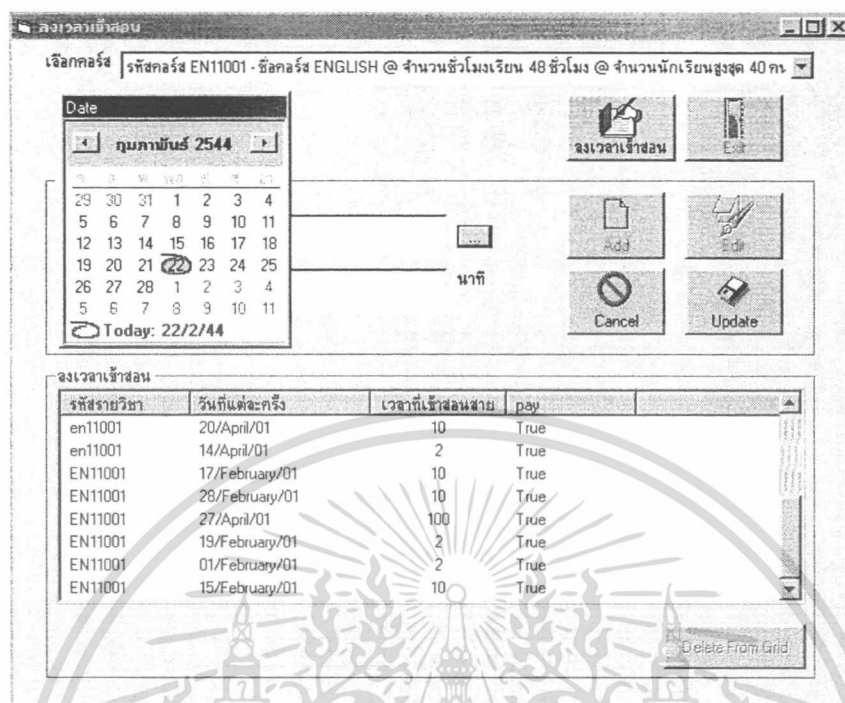 ลงเวลาเข้าสอน
เลือกคอร์ส รหัสคอร์ส EN11001 - ชื่อคอร์ส ENGLISH @ จำนวนชั่วโมงเรียน 48 ชั่วโมง @ จำนวนนักเรียนสูงสุด 40 คน
Date
กุมภาพันธ์ 2544
29 30 31 1 2 3 4
5 6 7 8 9 10 11
12 13 14 15 16 17 18
19 20 21 22 23 24 25
26 27 28 1 2 3 4
5 6 7 8 9 10 11
Today: 22/2/44
ลงเวลาเข้าสอน Exit
...
นาที
Add Edit
Cancel Update
ลงเวลาเข้าสอน
รหัสรายวิชา วันที่แต่ละครั้ง เวลาที่เข้าสอนสาย pay
en11001 20/April/01 10 True
en11001 14/April/01 2 True
EN11001 17/February/01 10 True
EN11001 28/February/01 10 True
EN11001 27/April/01 100 True
EN11001 19/February/01 2 True
EN11001 01/February/01 2 True
EN11001 15/February/01 10 True
Delete From Grid